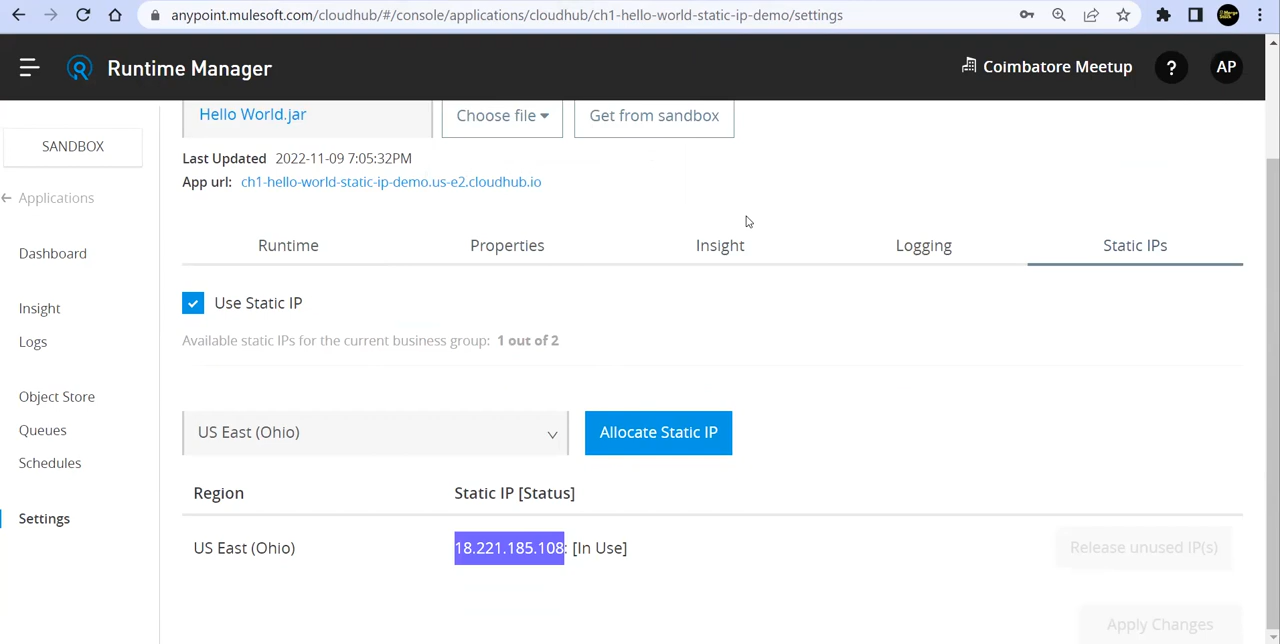 anypoint.mulesoft.com/cloudhub/#/console/applications/cloudhub/ch1-hello-world-static-ip-demo/settings
Runtime Manager
Coimbatore Meetup
?
AP
SANDBOX
Applications
Dashboard
Insight
Logs
Object Store
Queues
Schedules
Settings
Hello World.jar
Choose file
Get from sandbox
Last Updated 2022-11-09 7:05:32PM
App url: ch1-hello-world-static-ip-demo.us-e2.cloudhub.io
Runtime Properties Insight Logging Static IPs
Use Static IP
Available static IPs for the current business group: 1 out of 2
US East (Ohio)
Allocate Static IP
Region Static IP [Status]
US East (Ohio) 18.221.185.108: [In Use] Release unused IP(s)
Apply Changes